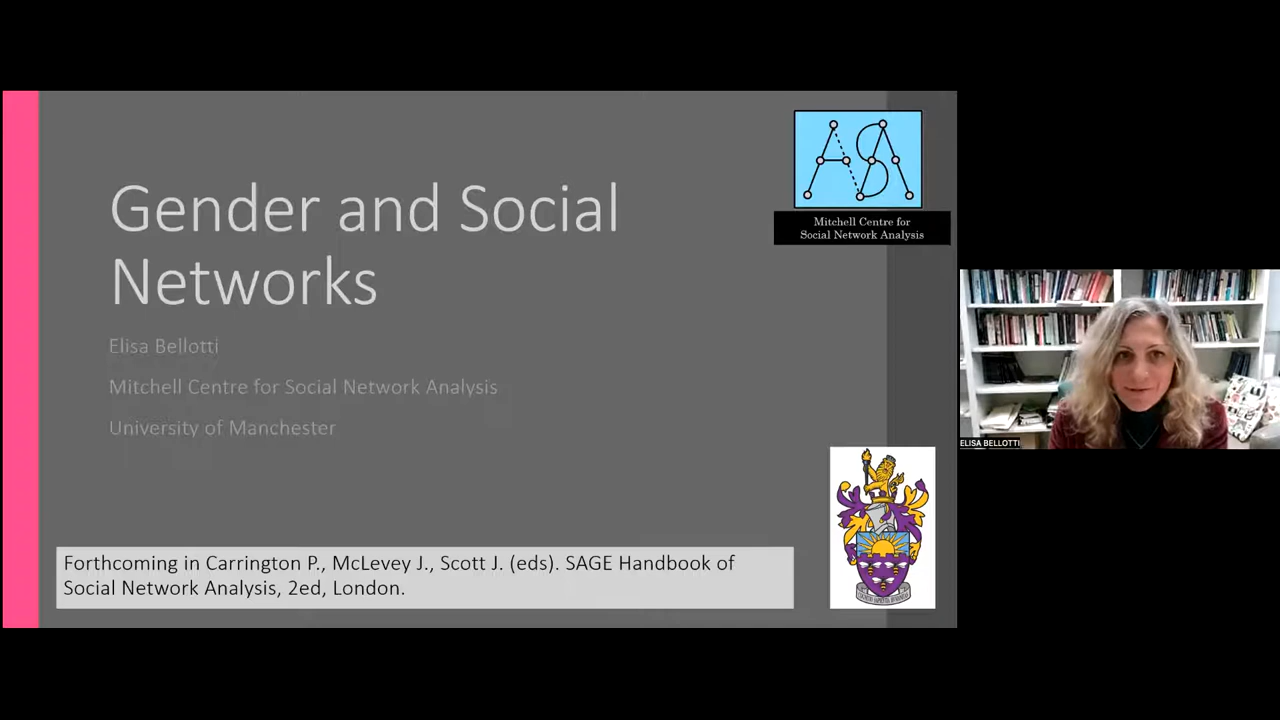 Gender and Social
Networks
Elisa Bellotti
Mitchell Centre for Social Network Analysis
University of Manchester
Forthcoming in Carrington P., McLevey J., Scott J. (eds). SAGE Handbook of
Social Network Analysis, 2ed, London.
ASA
Mitchell Centre for
Social Network Analysis
ELISA BELLOTTI